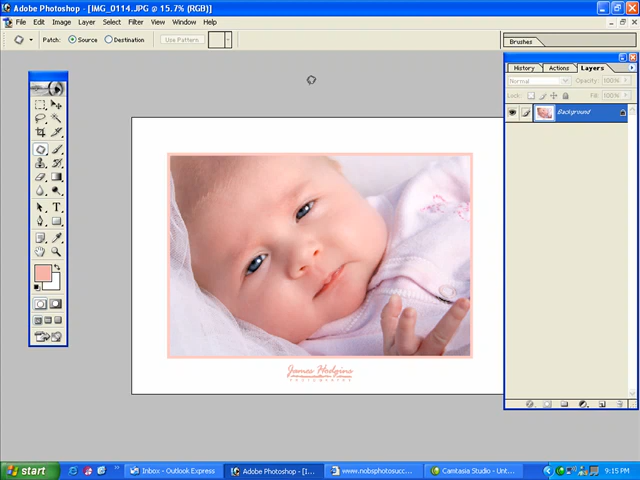 Adobe Photoshop - [IMG_0114.JPG @ 15.7% (RGB)]
File Edit Image Layer Select Filter View Window Help
Patch: Source Destination Use Pattern
Brushes
History Actions Layers
Normal Opacity: 100%
Lock: Fill: 100%
Background
James Hodgins
PHOTOGRAPHY
start Inbox - Outlook Express Adobe Photoshop - [I... www.nobsphotosucc... Camtasia Studio - Unt... 9:15 PM